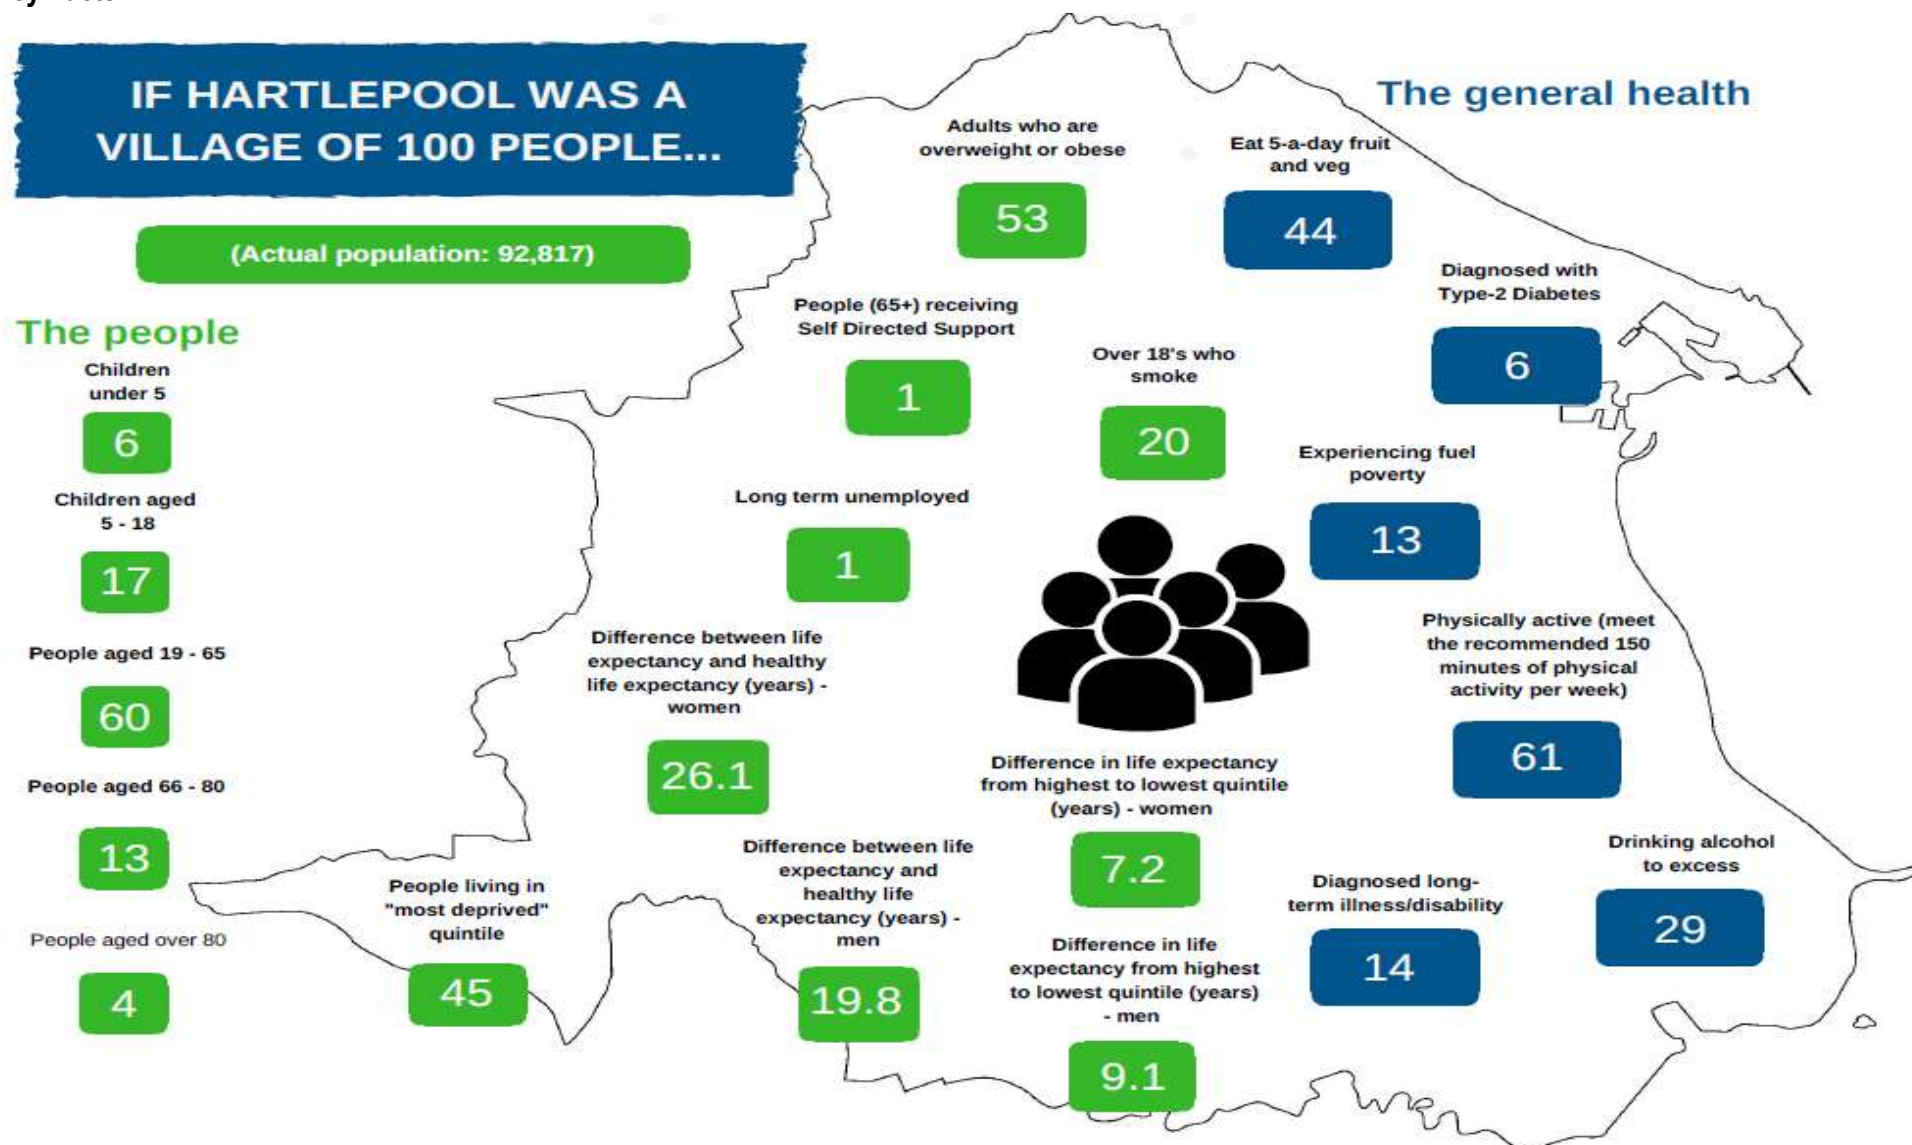 IF HARTLEPOOL WAS A
VILLAGE OF 100 PEOPLE...
(Actual population: 92,817)
The people
Children
under 5
6
Children aged
5 - 18
17
People aged 19 - 65
60
People aged 66 - 80
13
People aged over 80
4
The general health
Adults who are
overweight or obese
53
Eat 5-a-day fruit
and veg
44
Diagnosed with
Type-2 Diabetes
6
People (65+) receiving
Self Directed Support
1
Over 18's who
smoke
20
Experiencing fuel
poverty
13
Long term unemployed
1
Physically active (meet
the recommended 150
minutes of physical
activity per week)
61
Difference between life
expectancy and healthy
life expectancy (years) -
women
26.1
Difference in life expectancy
from highest to lowest quintile
(years) - women
7.2
Drinking alcohol
to excess
29
Difference between life
expectancy and
healthy life
expectancy (years) -
men
19.8
Diagnosed long-
term illness/disability
14
People living in
"most deprived"
quintile
45
Difference in life
expectancy from highest
to lowest quintile (years)
- men
9.1